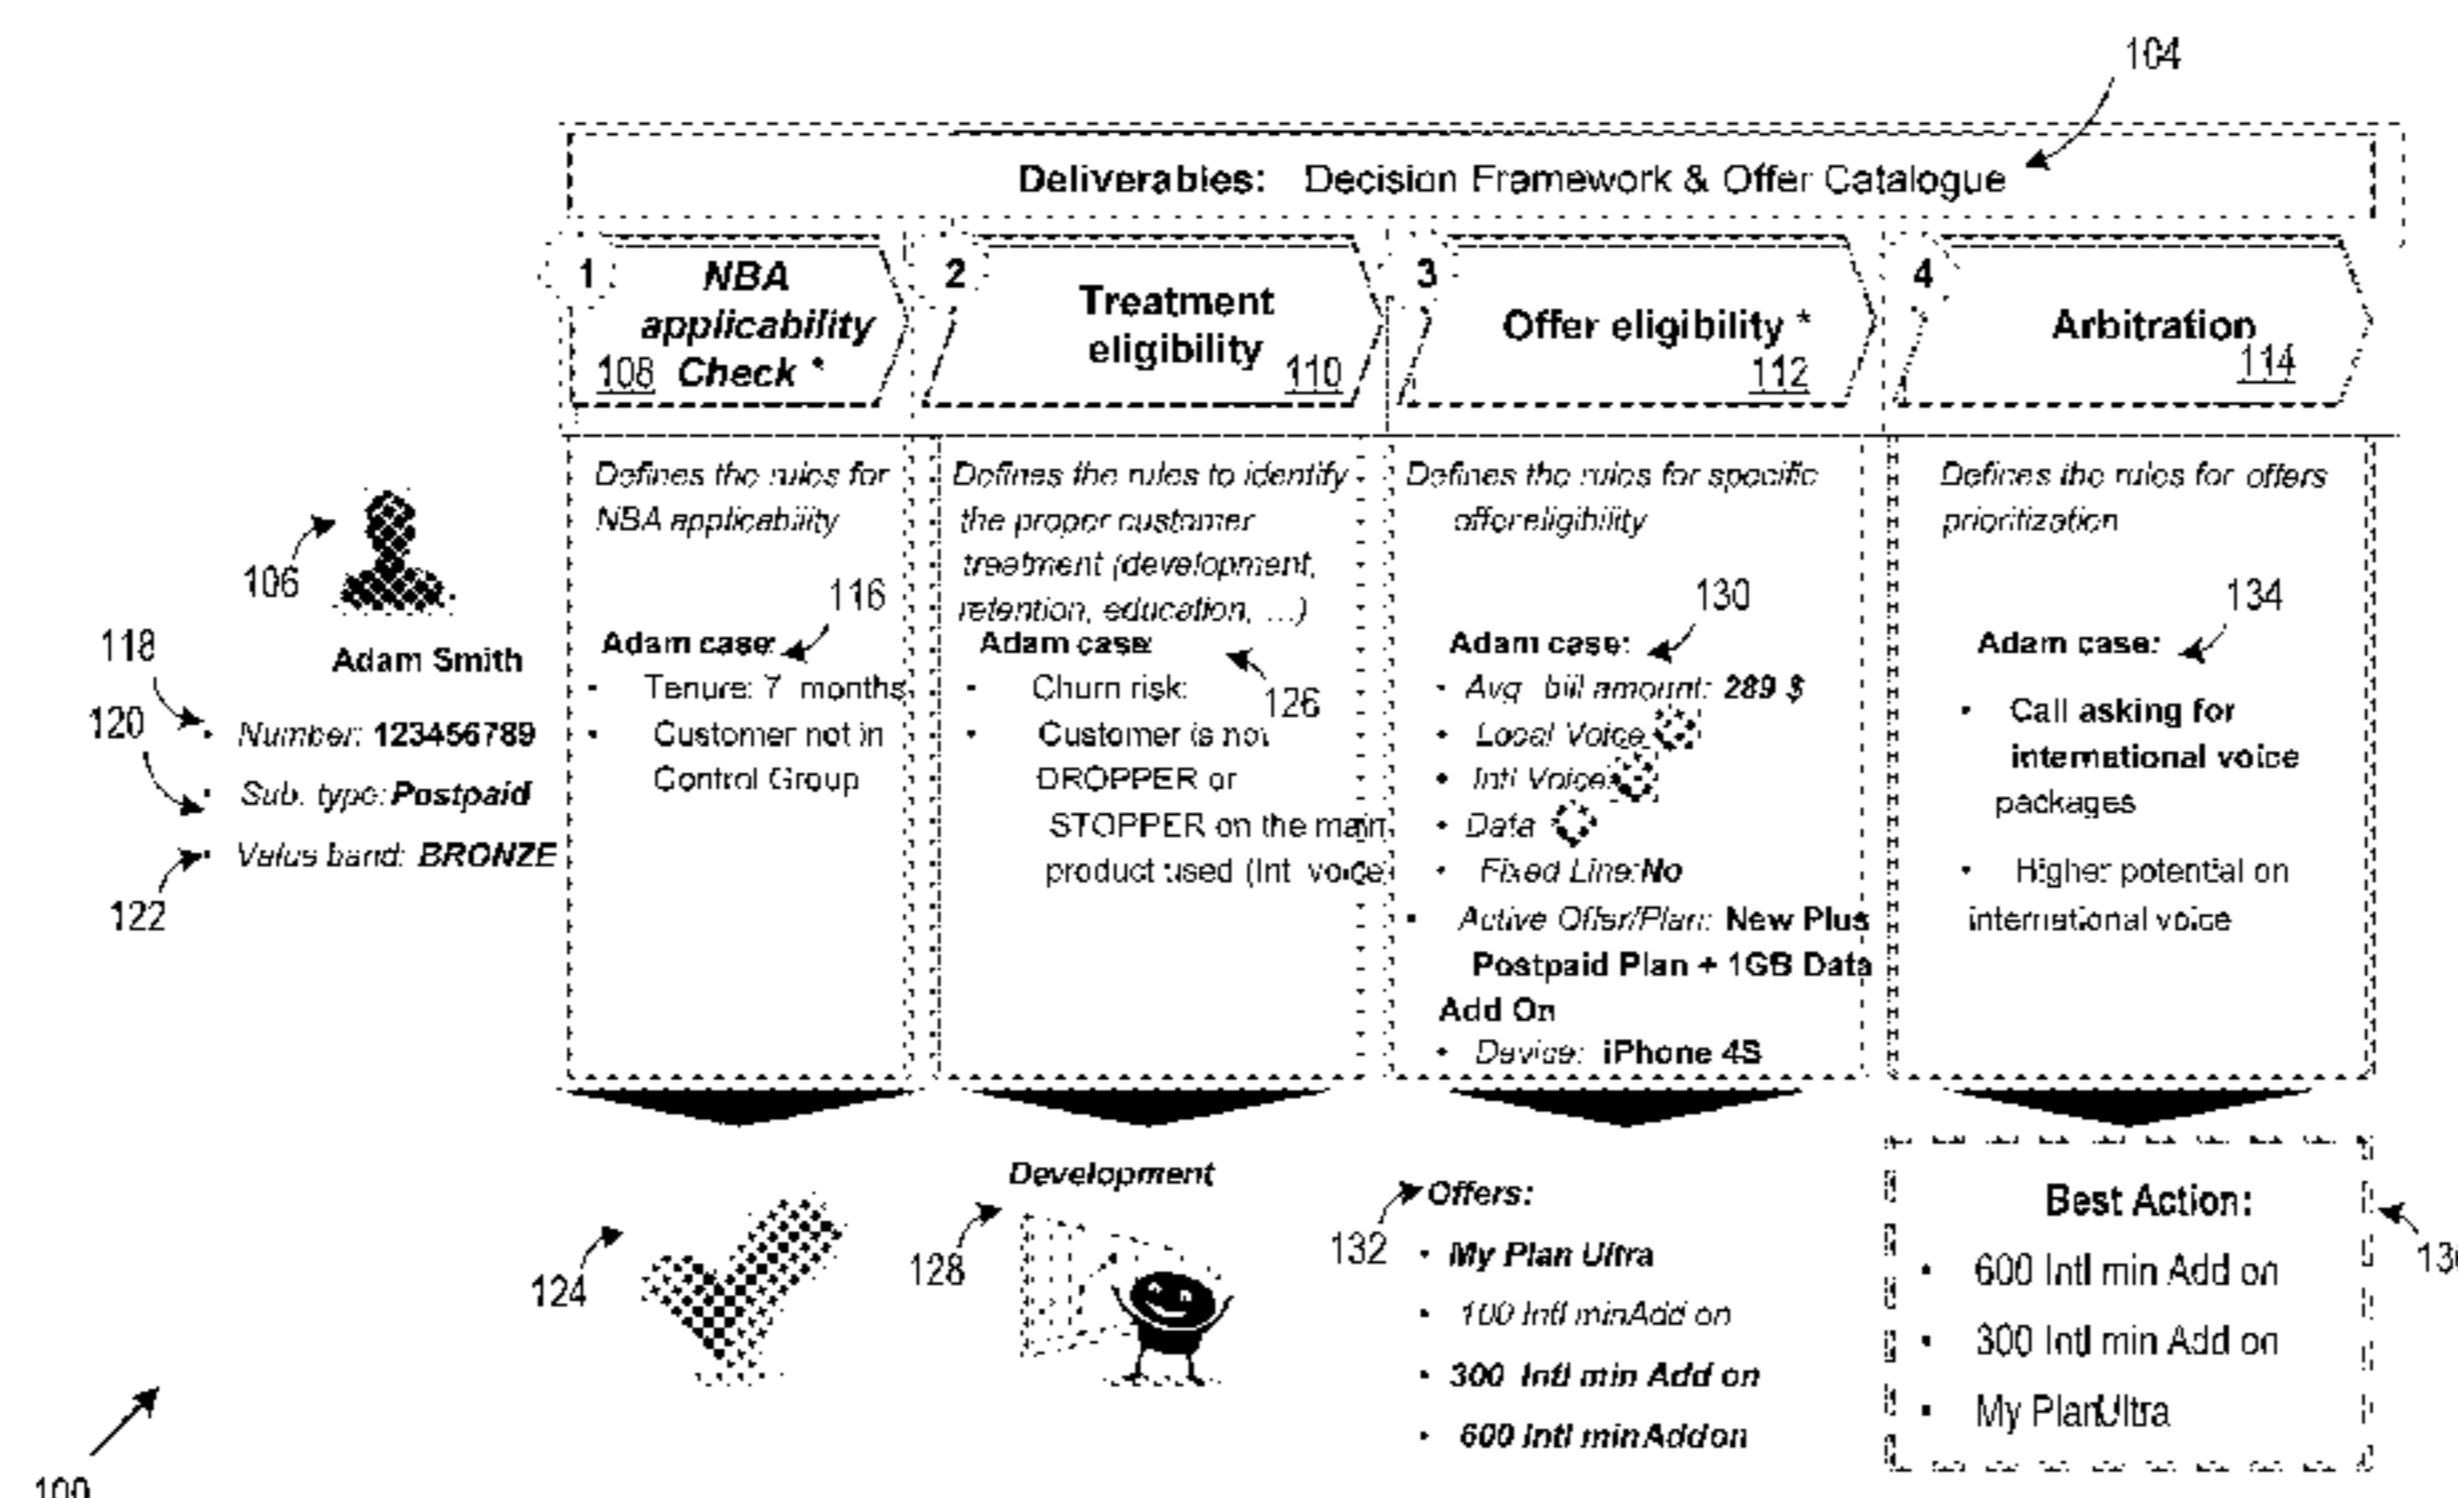 104
Deliverables: Decision Framework & Offer Catalogue
1
NBA
applicability
108 Check *
2
Treatment
eligibility
110
3
Offer eligibility *
112
4
Arbitration
114
106
Adam Smith
118
120
• Number: 123456789
• Sub. type: Postpaid
• Value band: BRONZE
122
Defines the rules for
NBA applicability
116
Adam case:
• Tenure: 7 months
• Customer not in
Control Group
Defines the rules to identify
the proper customer
treatment (development,
retention, education, ...)
Adam case:
126
• Churn risk:
• Customer is not
DROPPER or
STOPPER on the main
product used (Int voice
Defines the rules for specific
offer eligibility
130
Adam case:
• Avg bill amount: 289 $
• Local Voice
• Intl Voice:
• Data
• Fixed Line: No
• Active Offer/Plan: New Plus
Postpaid Plan + 1GB Data
Add On
• Device: iPhone 4S
Defines the rules for offers
prioritization
134
Adam case:
• Call asking for
international voice
packages
• Higher potential on
international voice
124
Development
128
132
Offers:
• My Plan Ultra
• 100 Intl min Add on
• 300 Intl min Add on
• 600 Intl min Add on
Best Action:
• 600 Intl min Add on
• 300 Intl min Add on
• My Plan Ultra
100